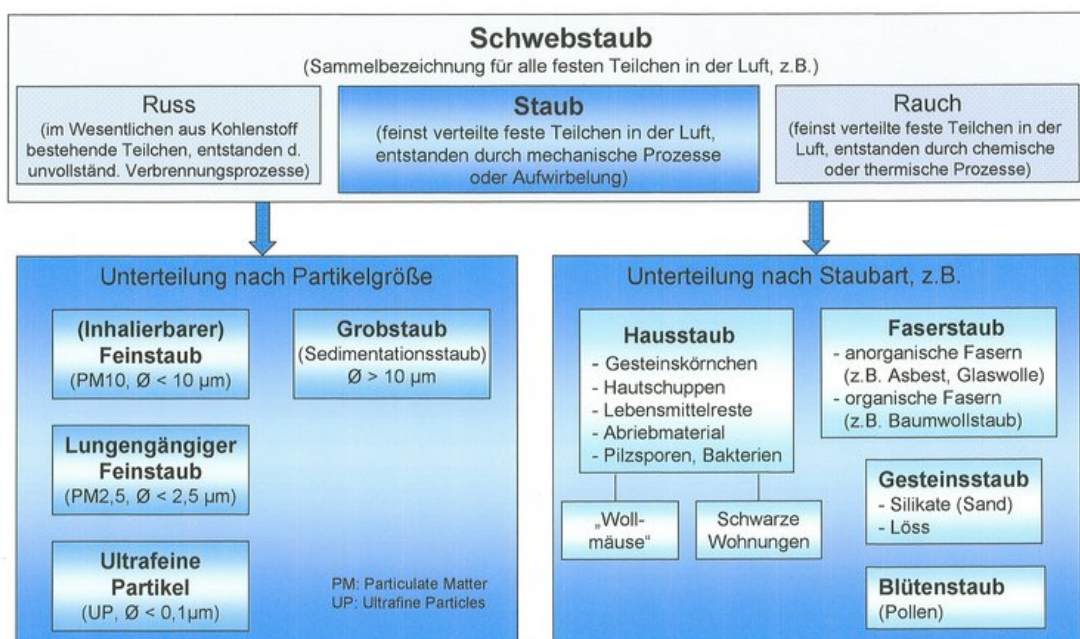 Schwebstaub
(Sammelbezeichnung für alle festen Teilchen in der Luft, z.B.)
Russ
(im Wesentlichen aus Kohlenstoff
bestehende Teilchen, entstanden d.
unvollständ. Verbrennungsprozesse)
Staub
(feinst verteilte feste Teilchen in der Luft,
entstanden durch mechanische Prozesse
oder Aufwirbelung)
Rauch
(feinst verteilte feste Teilchen in der
Luft, entstanden durch chemische
oder thermische Prozesse)
Unterteilung nach Partikelgröße
(Inhalierbarer)
Feinstaub
(PM10, Ø < 10 µm)
Grobstaub
(Sedimentationsstaub)
Ø > 10 µm
Lungengängiger
Feinstaub
(PM2,5, Ø < 2,5 µm)
Ultrafeine
Partikel
(UP, Ø < 0,1µm)
PM: Particulate Matter
UP: Ultrafine Particles
Unterteilung nach Staubart, z.B.
Hausstaub
- Gesteinskörnchen
- Hautschuppen
- Lebensmittelreste
- Abriebmaterial
- Pilzsporen, Bakterien
„Woll-
mäuse“
Schwarze
Wohnungen
Faserstaub
- anorganische Fasern
(z.B. Asbest, Glaswolle)
- organische Fasern
(z.B. Baumwollstaub)
Gesteinsstaub
- Silikate (Sand)
- Löss
Blütenstaub
(Pollen)